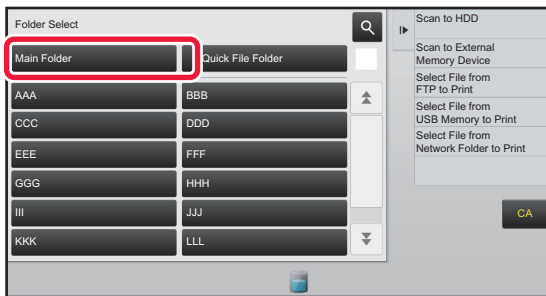 Folder Select
Main Folder
Quick File Folder
AAA
BBB
CCC
DDD
EEE
FFF
GGG
HHH
III
JJJ
KKK
LLL
Scan to HDD
Scan to External
Memory Device
Select File from
FTP to Print
Select File from
USB Memory to Print
Select File from
Network Folder to Print
CA